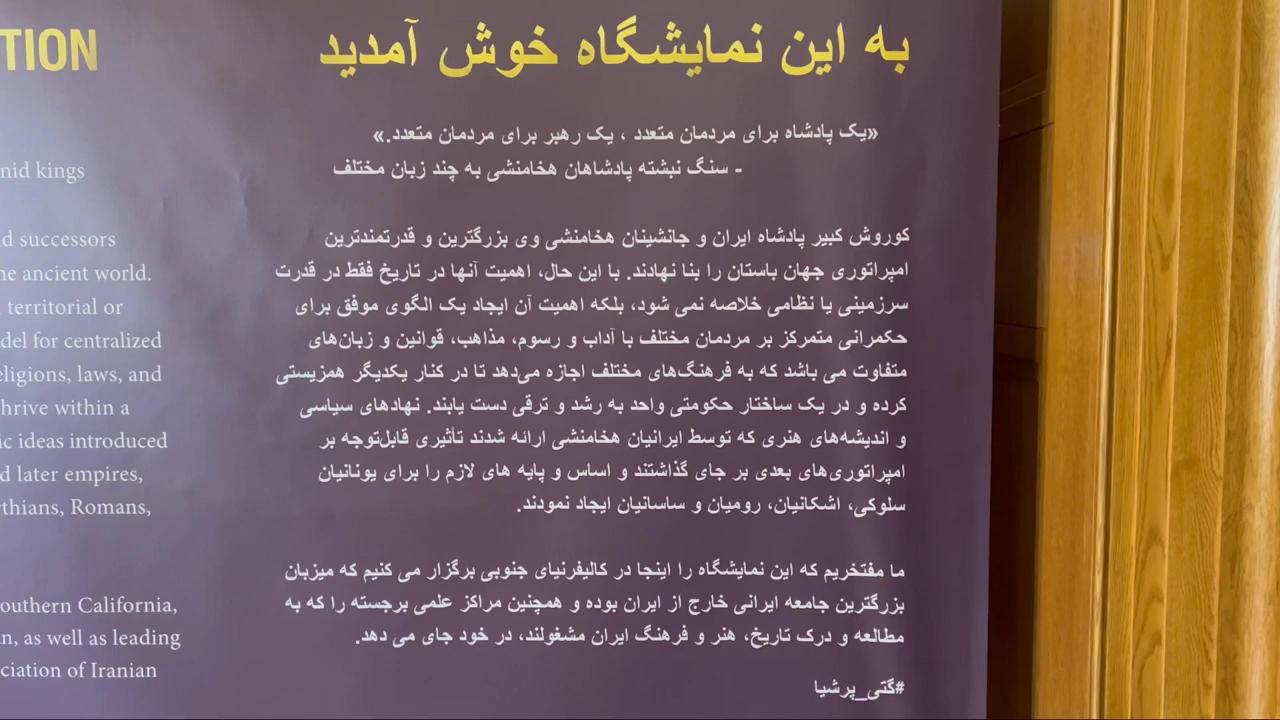 TION
nid kings
d successors
he ancient world.
territorial or
del for centralized
eligions, laws, and
hrive within a
ic ideas introduced
d later empires,
thians, Romans,
outhern California,
n, as well as leading
ciation of Iranian
به این نمایشگاه خوش آمدید
«یک پادشاه برای مردمان متعدد ، یک رهبر برای مردمان متعدد.»
- سنگ نبشته پادشاهان هخامنشی به چند زبان مختلف
کوروش کبیر پادشاه ایران و جانشینان هخامنشی وی بزرگترین و قدرتمندترین
امپراتوری جهان باستان را بنا نهادند. با این حال، اهمیت آنها در تاریخ فقط در قدرت
سرزمینی یا نظامی خلاصه نمی شود، بلکه اهمیت آن ایجاد یک الگوی موفق برای
حکمرانی متمرکز بر مردمان مختلف با آداب و رسوم، مذاهب، قوانین و زبان‌های
متفاوت می باشد که به فرهنگ‌های مختلف اجازه می‌دهد تا در کنار یکدیگر همزیستی
کرده و در یک ساختار حکومتی واحد به رشد و ترقی دست یابند. نهادهای سیاسی
و اندیشه‌های هنری که توسط ایرانیان هخامنشی ارائه شدند تأثیری قابل‌توجه بر
امپراتوری‌های بعدی بر جای گذاشتند و اساس و پایه های لازم را برای یونانیان
سلوکی، اشکانیان، رومیان و ساسانیان ایجاد نمودند.
ما مفتخریم که این نمایشگاه را اینجا در کالیفرنیای جنوبی برگزار می کنیم که میزبان
بزرگترین جامعه ایرانی خارج از ایران بوده و همچنین مراکز علمی برجسته را که به
مطالعه و درک تاریخ، هنر و فرهنگ ایران مشغولند، در خود جای می دهد.
#گتی_پرشیا